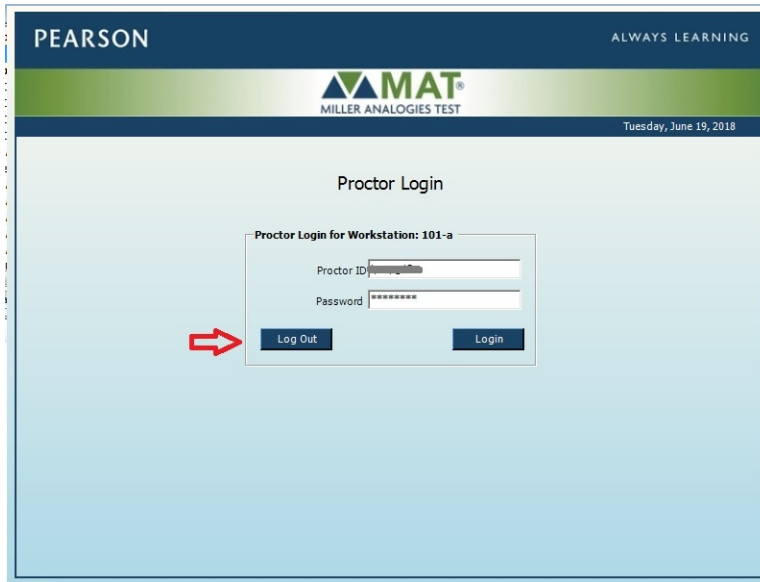 PEARSON
ALWAYS LEARNING
MAT®
MILLER ANALOGIES TEST
Tuesday, June 19, 2018
Proctor Login
Proctor Login for Workstation: 101-a
Proctor ID
Password ********
Log Out Login